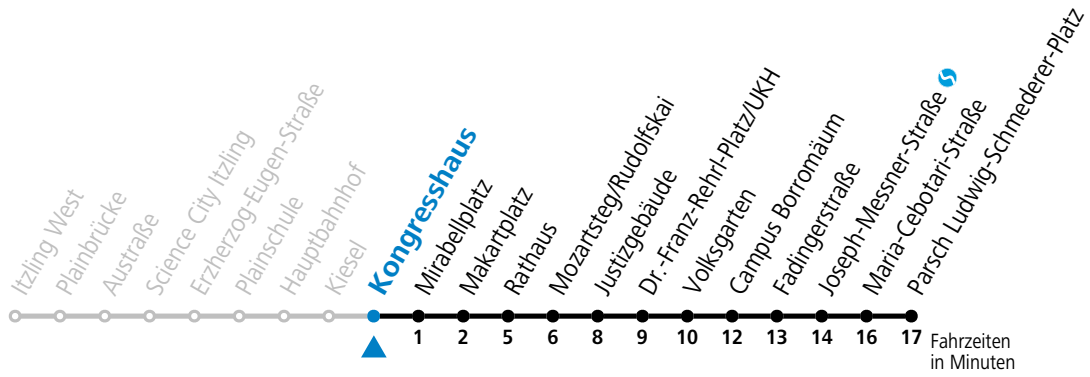 Itzling West
Plainbrücke
Austraße
Science City Itzling
Erzherzog-Eugen-Straße
Plainschule
Hauptbahnhof
Kiesel
Kongresshaus
Mirabellplatz
Makartplatz
Rathaus
Mozartsteg/Rudolfskai
Justizgebäude
Dr.-Franz-Rehrl-Platz/UKH
Volksgarten
Campus Borromäum
Fadingerstraße
Joseph-Messner-Straße
Maria-Cebotari-Straße
Parsch Ludwig-Schmederer-Platz
1 2 5 6 8 9 10 12 13 14 16 17
Fahrzeiten
in Minuten